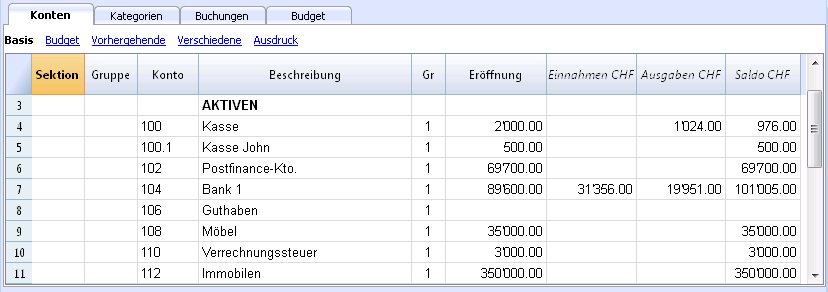 Konten Kategorien Buchungen Budget
Basis Budget Vorhergehende Verschiedene Ausdruck
Sektion Gruppe Konto Beschreibung Gr Eröffnung Einnahmen CHF Ausgaben CHF Saldo CHF
3 AKTIVEN
4 100 Kasse 1 2'000.00 1'024.00 976.00
5 100.1 Kasse John 1 500.00 500.00
6 102 Postfinance-Kto. 1 69'700.00 69'700.00
7 104 Bank 1 1 89'600.00 31'356.00 19'951.00 101'005.00
8 106 Guthaben 1
9 108 Möbel 1 35'000.00 35'000.00
10 110 Verrechnungssteuer 1 3'000.00 3'000.00
11 112 Immobilen 1 350'000.00 350'000.00